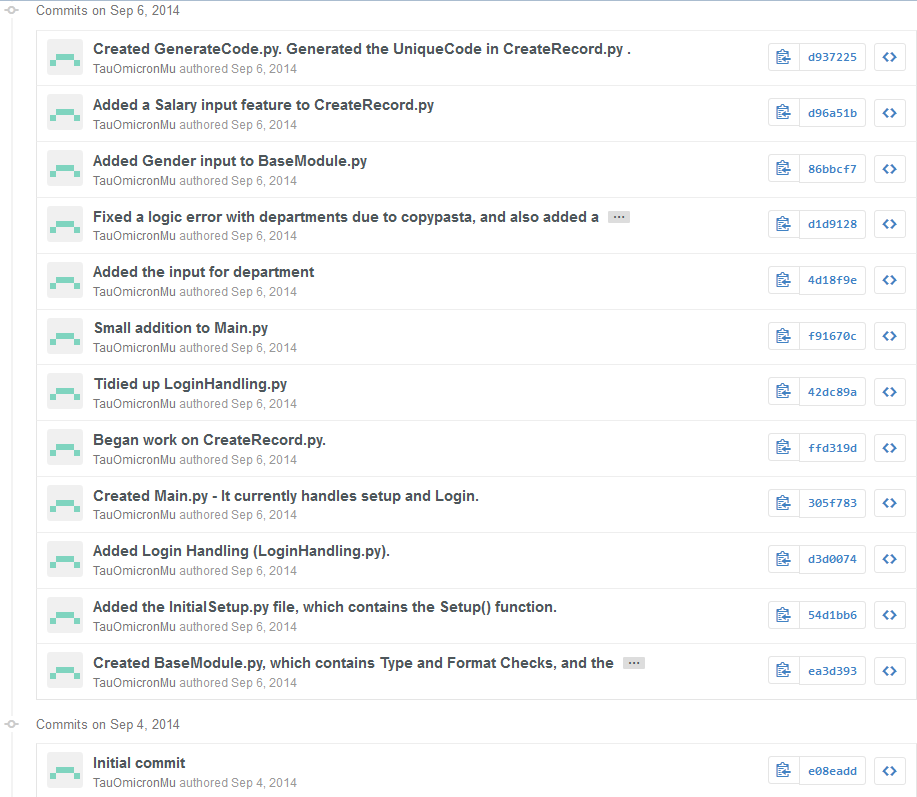 Commits on Sep 6, 2014
Created GenerateCode.py. Generated the UniqueCode in CreateRecord.py .
d937225
TauOmicronMu authored Sep 6, 2014
Added a Salary input feature to CreateRecord.py
d96a51b
TauOmicronMu authored Sep 6, 2014
Added Gender input to BaseModule.py
86bbcf7
TauOmicronMu authored Sep 6, 2014
Fixed a logic error with departments due to copypasta, and also added a ...
d1d9128
TauOmicronMu authored Sep 6, 2014
Added the input for department
4d18f9e
TauOmicronMu authored Sep 6, 2014
Small addition to Main.py
f91670c
TauOmicronMu authored Sep 6, 2014
Tidied up LoginHandling.py
42dc89a
TauOmicronMu authored Sep 6, 2014
Began work on CreateRecord.py.
ffd319d
TauOmicronMu authored Sep 6, 2014
Created Main.py - It currently handles setup and Login.
305f783
TauOmicronMu authored Sep 6, 2014
Added Login Handling (LoginHandling.py).
d3d0074
TauOmicronMu authored Sep 6, 2014
Added the InitialSetup.py file, which contains the Setup() function.
54d1bb6
TauOmicronMu authored Sep 6, 2014
Created BaseModule.py, which contains Type and Format Checks, and the ...
ea3d393
TauOmicronMu authored Sep 6, 2014
Commits on Sep 4, 2014
Initial commit
e08eadd
TauOmicronMu authored Sep 4, 2014